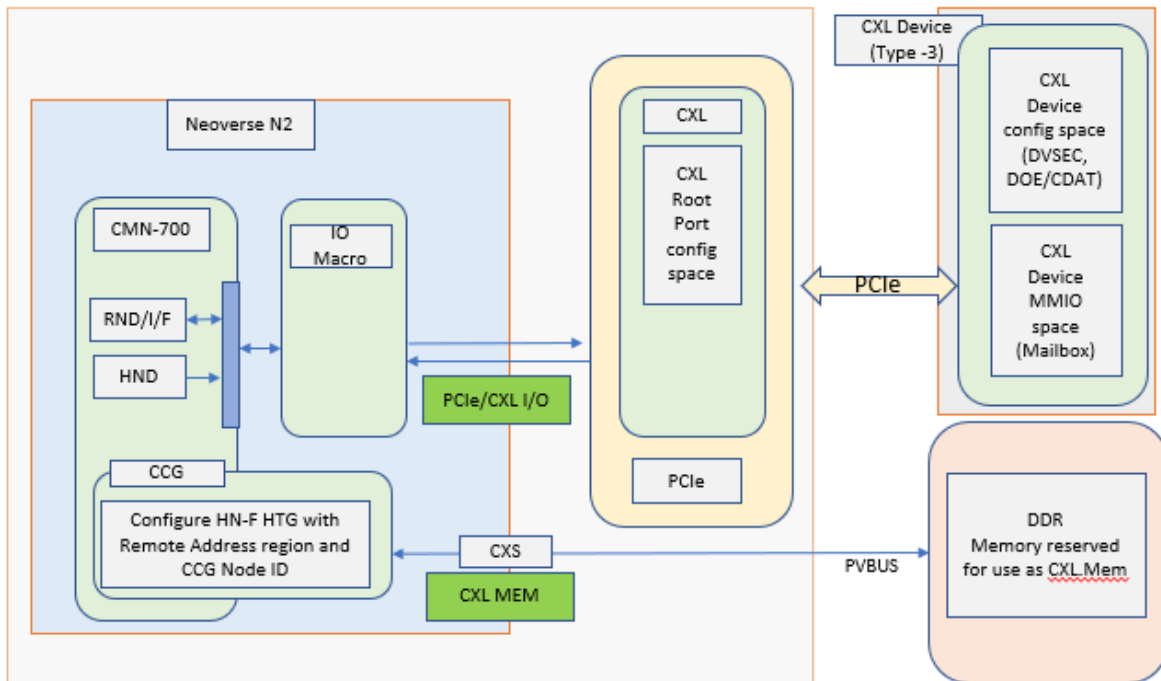 CXL Device
(Type -3)
CXL
Device
config space
(DVSEC,
DOE/CDAT)
CXL
Device
MMIO
space
(Mailbox)
Neoverse N2
CMN-700
RND/I/F
HND
IO
Macro
PCIe/CXL I/O
CXL
CXL
Root
Port
config
space
PCIe
PCIe
CCG
Configure HN-F HTG with
Remote Address region and
CCG Node ID
CXS
CXL MEM
PVBUS
DDR
Memory reserved
for use as CXL.Mem